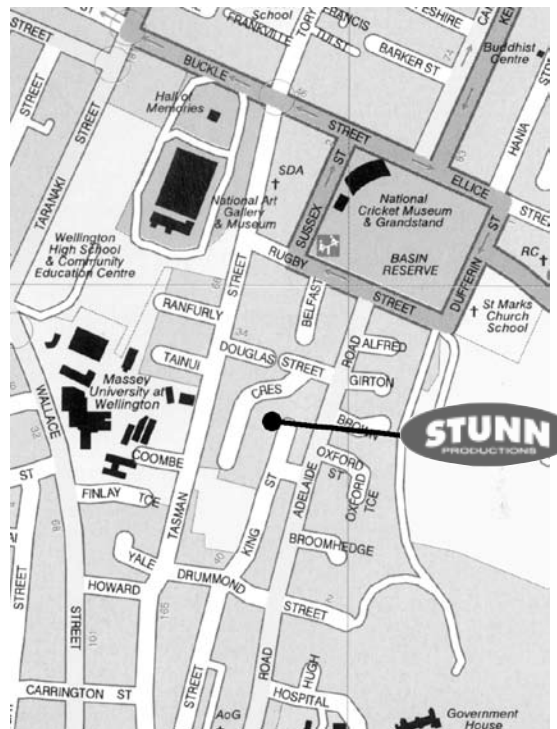 School
FRANKVILLE
TORY
FRANCIS
TULST
BARKER ST
Buddhist
Centre
STREET
STREET
TARANAKI
BUCKLE
STREET
Hall of
Memories
National Art
Gallery
& Museum
SDA
SUSSEX
ST
National
Cricket Museum
& Grandstand
BASIN
RESERVE
ELLICE
HANIA
STREET
DUFFERIN
ST
RC
RUGBY
STREET
St Marks
Church
School
Wellington
High School
& Community
Education Centre
RANFURLY
TAINUI
STREET
TASMAN
BELFAST
DOUGLAS
STREET
CRES
ROAD
ADELAIDE
ALFRED
GIRTON
BROWN
STUNN
PRODUCTIONS
Massey
University at
Wellington
WALLACE
COOMBE
FINLAY TCE
OXFORD
ST
OXFORD
TCE
KING ST
BROOMHEDGE
YALE
HOWARD
DRUMMOND
STREET
STREET
ST
STREET
CARRINGTON ST
STREET
ROAD
HUGH
HOSPITAL
AoG
Government
House